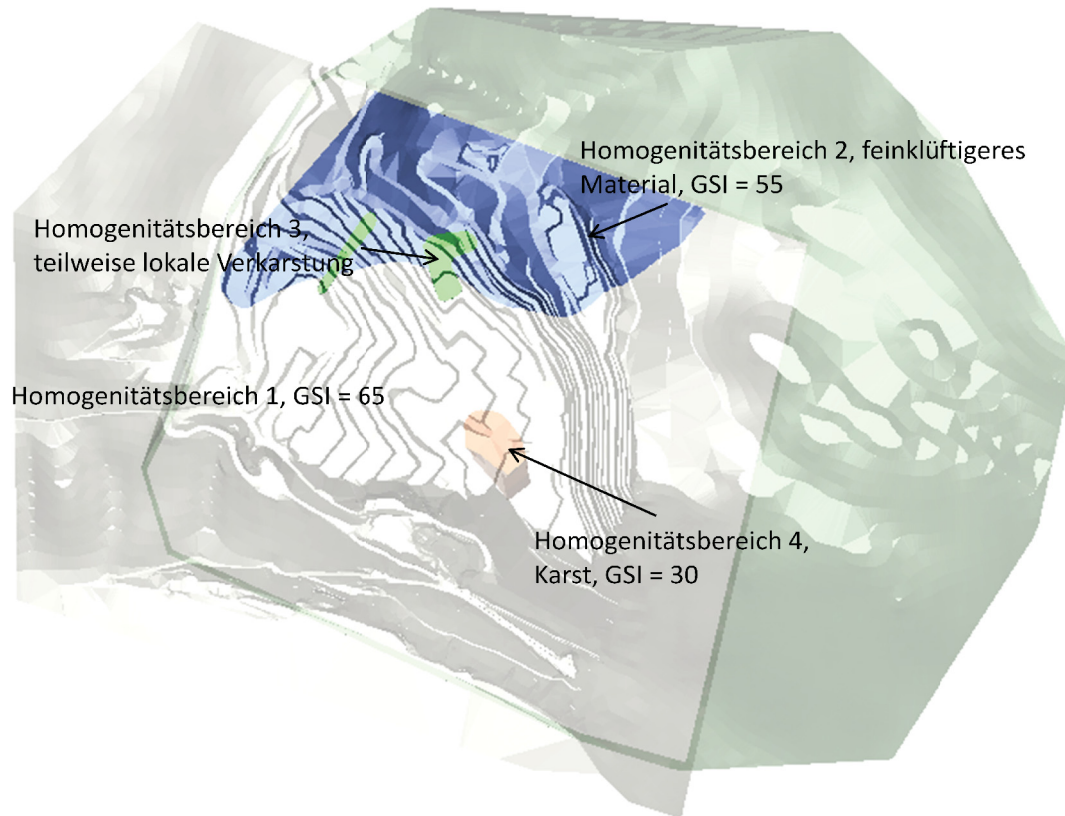 Homogenitätsbereich 2, feinklüftigeres
Material, GSI = 55
Homogenitätsbereich 3,
teilweise lokale Verkarstung
Homogenitätsbereich 1, GSI = 65
Homogenitätsbereich 4,
Karst, GSI = 30